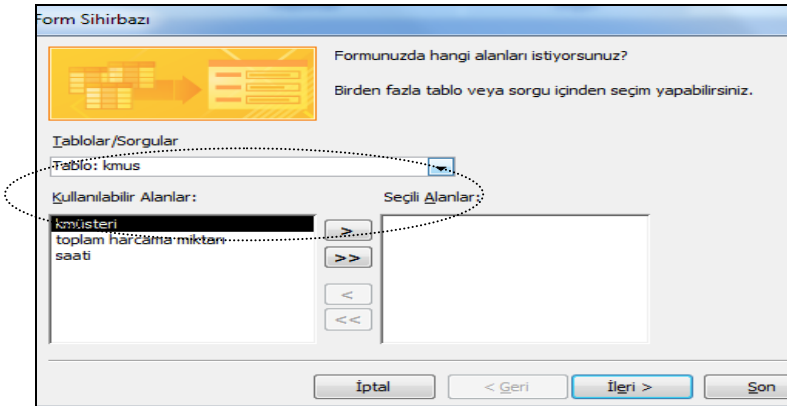 Form Sihirbazı
Formunuzda hangi alanları istiyorsunuz?
Birden fazla tablo veya sorgu içinden seçim yapabilirsiniz.
Tablolar/Sorgular
Tablo: kmus
Kullanılabilir Alanlar:
Seçili Alanlar:
kmüsteri
toplam harcama miktarı
saati
>
>>
<
<<
İptal
< Geri
İleri >
Son